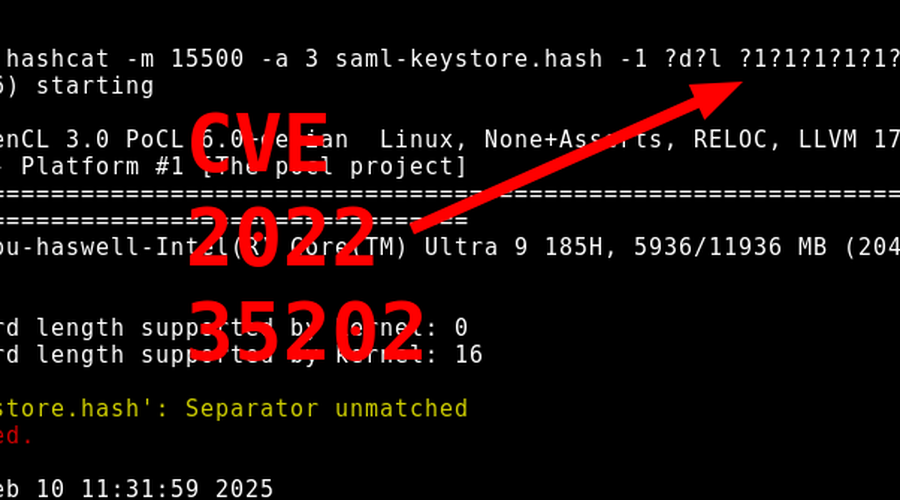 hashcat -m 15500 -a 3 saml-keystore.hash -1 ?d?l ?1?1?1?1?1?
) starting
enCL 3.0 PoCL 6.0-debian  Linux, None+Asserts, RELOC, LLVM 17
- Platform #1 [The pocl project]
=============================================================
================================
pu-haswell-Intel(R) Core(TM) Ultra 9 185H, 5936/11936 MB (204
rd length supported by kernel: 0
rd length supported by kernel: 16
store.hash': Separator unmatched
ed.
eb 10 11:31:59 2025
CVE
2022
35202